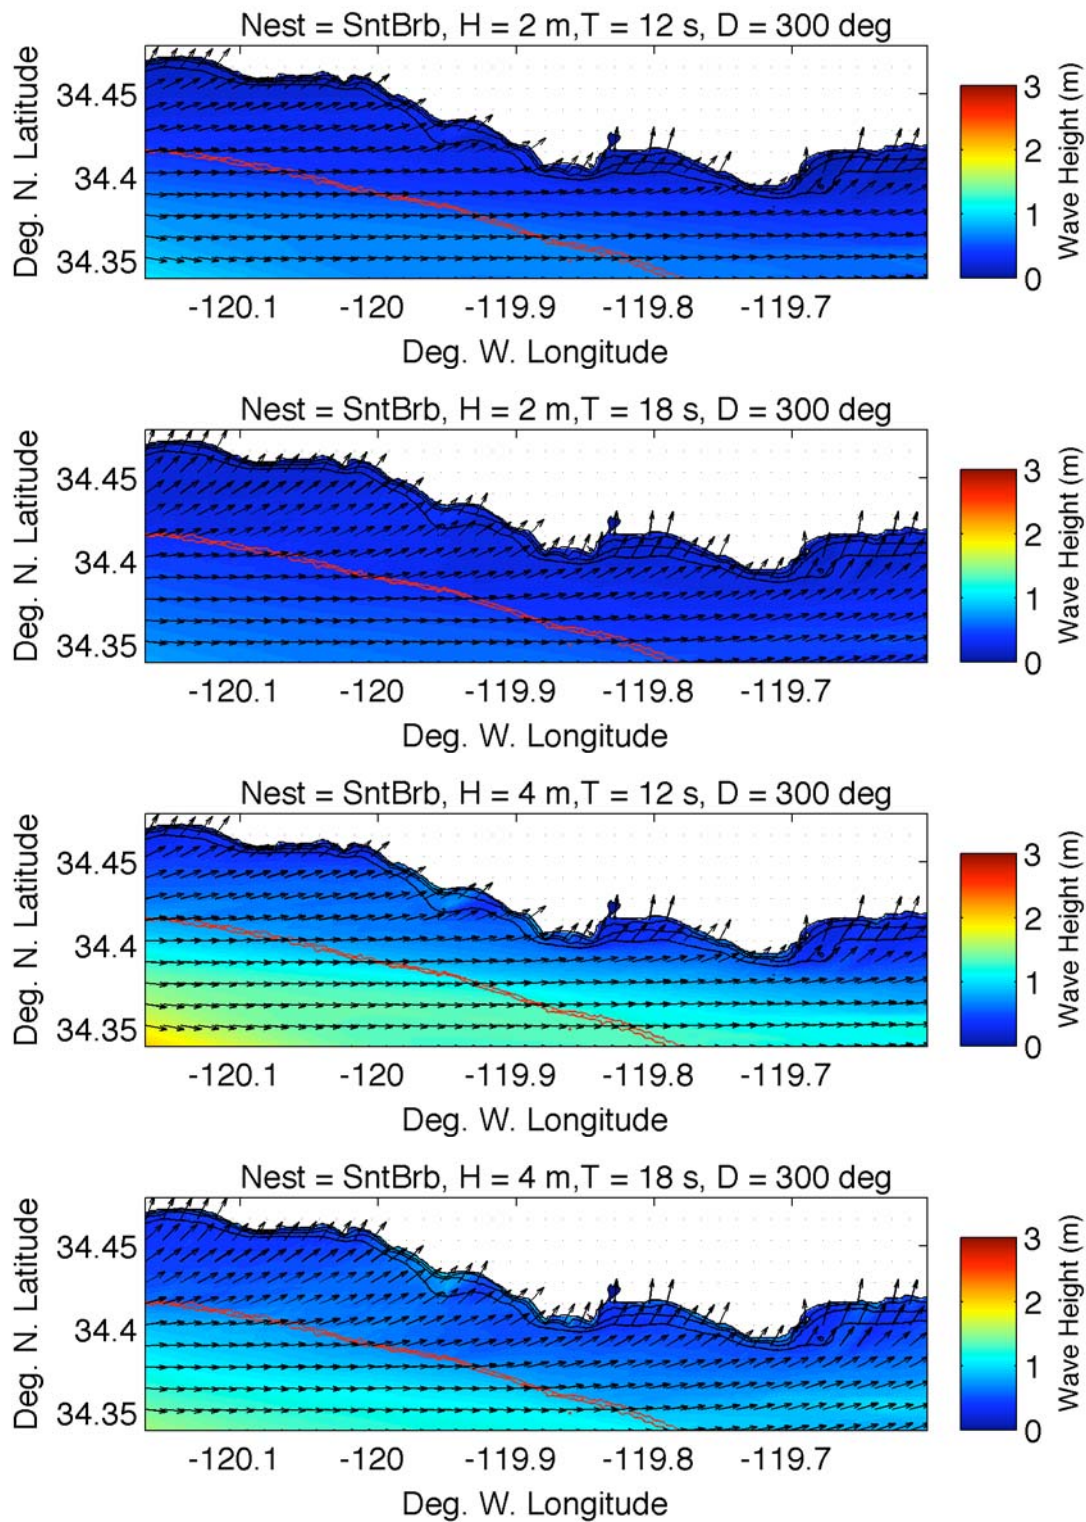 Nest = SntBrb, H = 2 m,T = 12 s, D = 300 deg
Deg. N. Latitude
34.45
34.4
34.35
-120.1 -120 -119.9 -119.8 -119.7
Deg. W. Longitude
3
2
1
0
Wave Height (m)
Nest = SntBrb, H = 2 m,T = 18 s, D = 300 deg
Deg. N. Latitude
34.45
34.4
34.35
-120.1 -120 -119.9 -119.8 -119.7
Deg. W. Longitude
3
2
1
0
Wave Height (m)
Nest = SntBrb, H = 4 m,T = 12 s, D = 300 deg
Deg. N. Latitude
34.45
34.4
34.35
-120.1 -120 -119.9 -119.8 -119.7
Deg. W. Longitude
3
2
1
0
Wave Height (m)
Nest = SntBrb, H = 4 m,T = 18 s, D = 300 deg
Deg. N. Latitude
34.45
34.4
34.35
-120.1 -120 -119.9 -119.8 -119.7
Deg. W. Longitude
3
2
1
0
Wave Height (m)